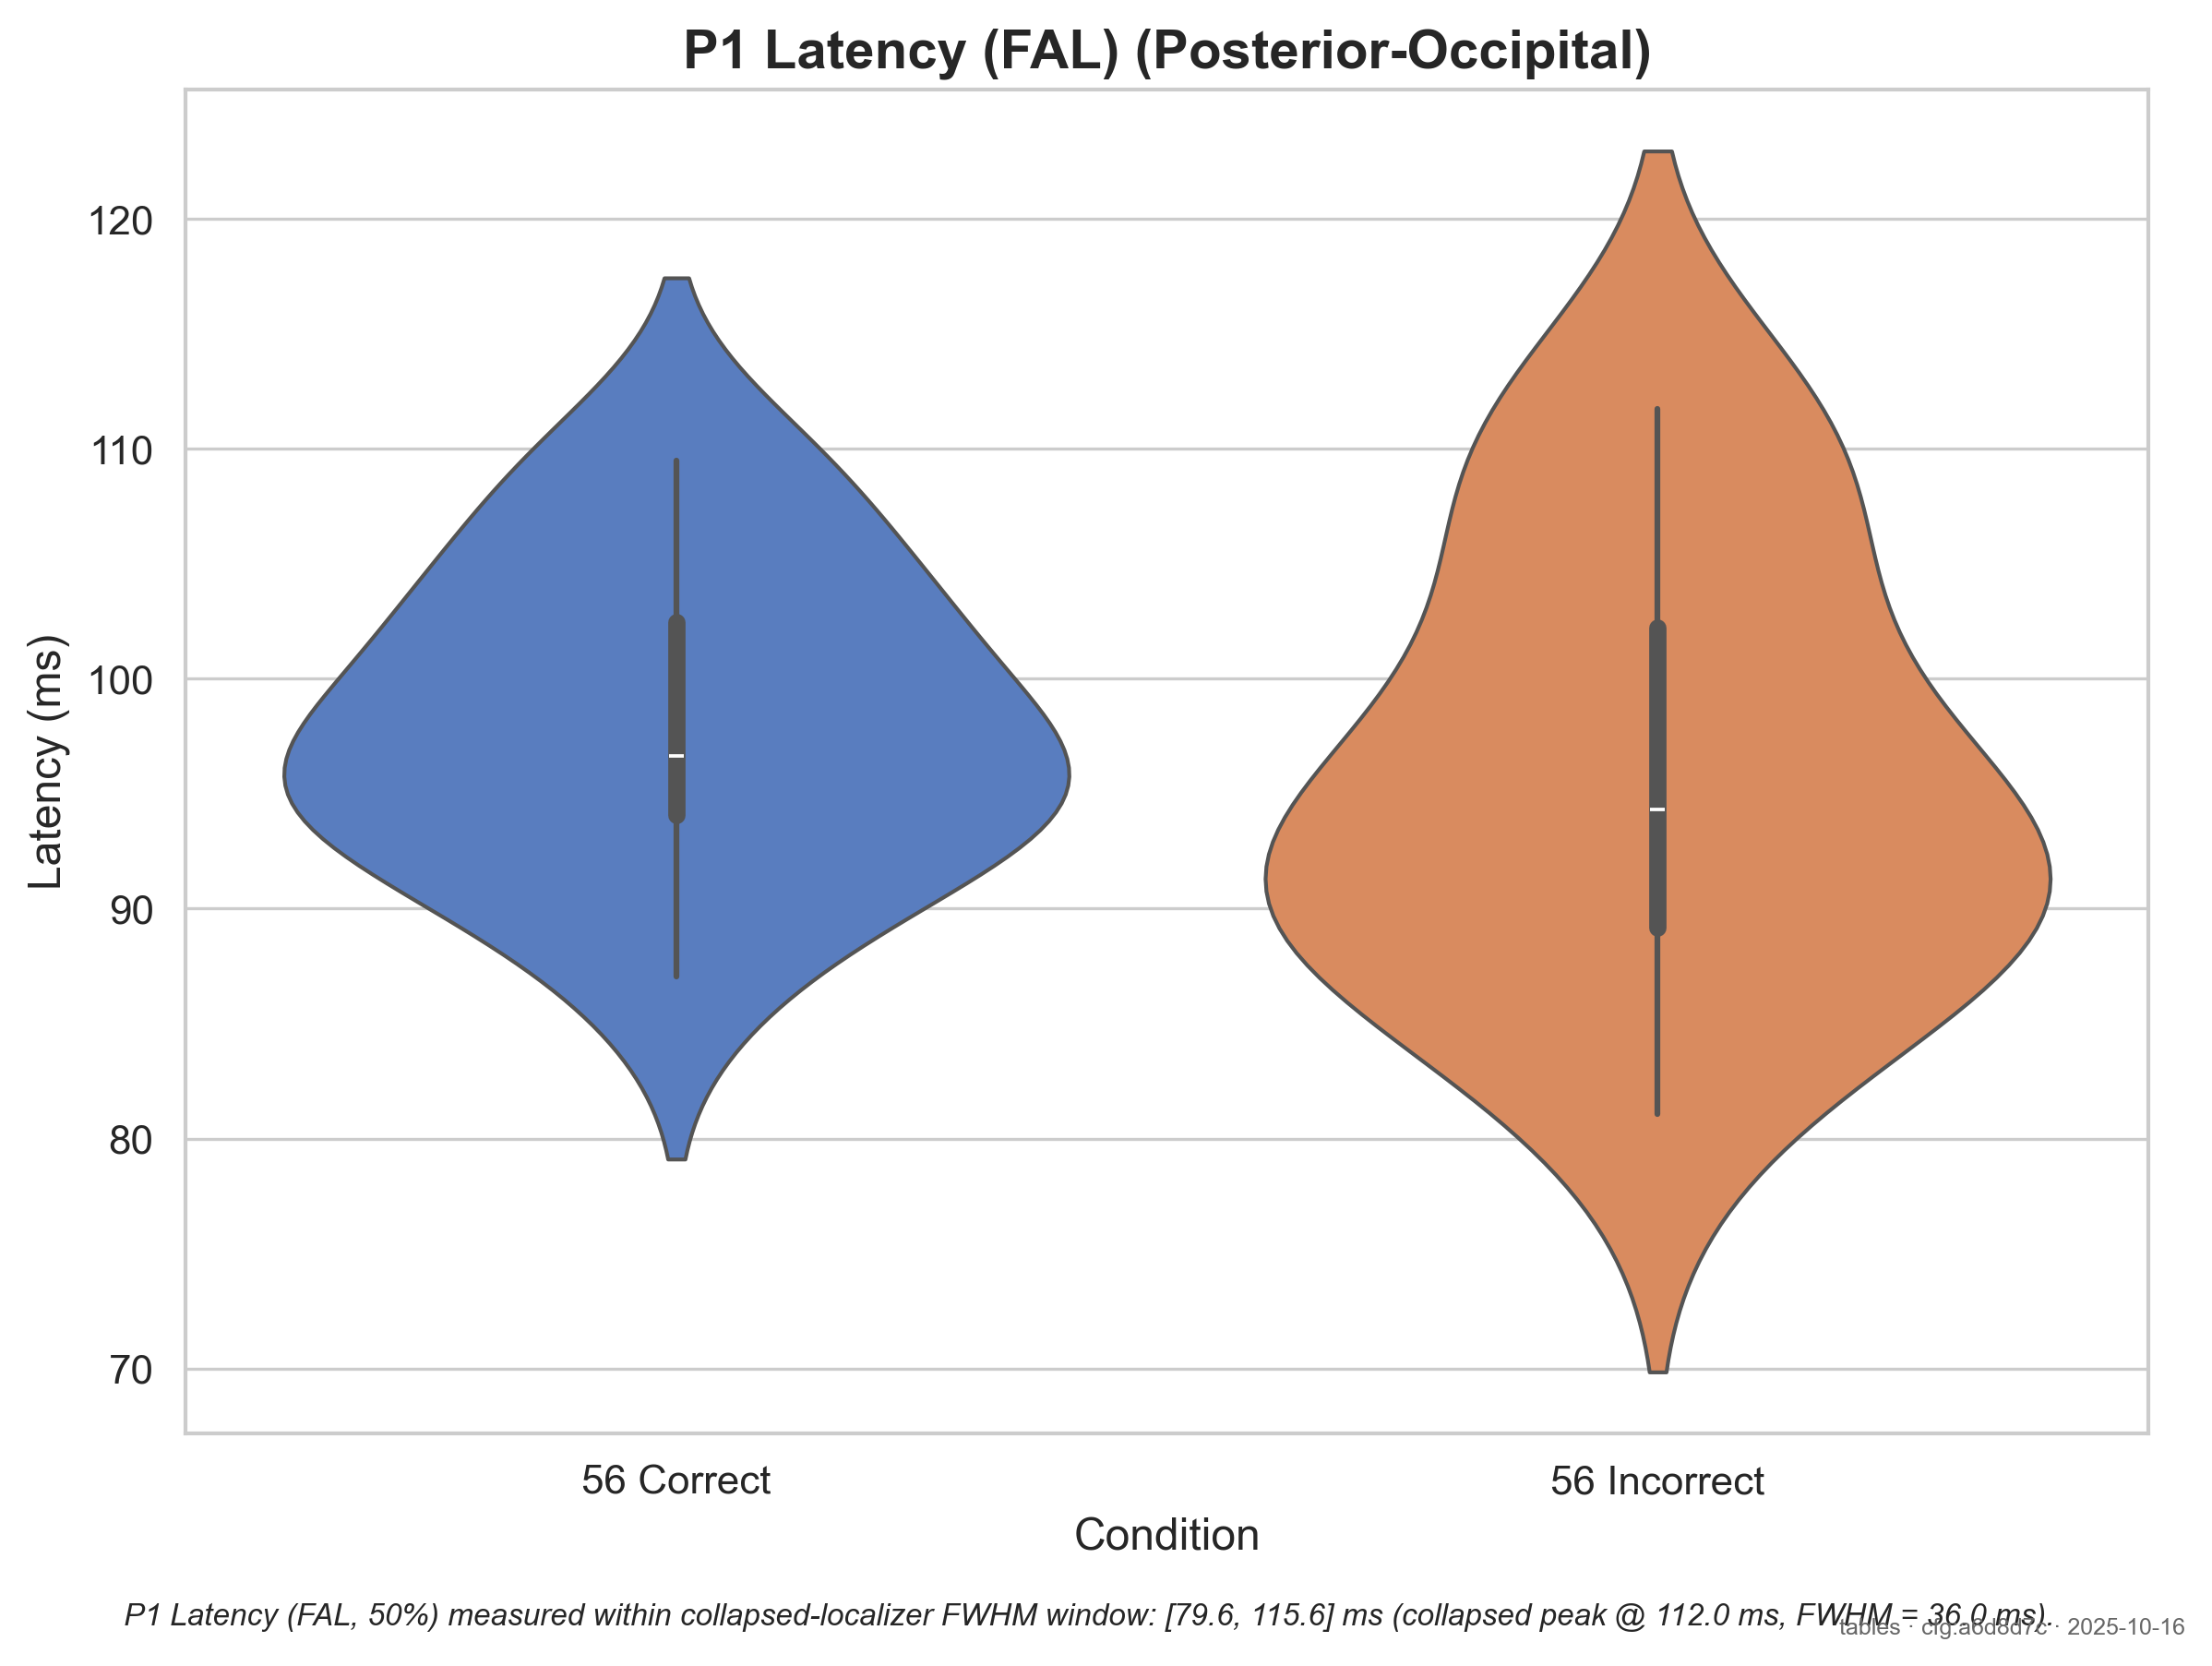 P1 Latency (FAL) (Posterior-Occipital)
Latency (ms)
120
110
100
90
80
70
56 Correct
56 Incorrect
Condition
P1 Latency (FAL, 50%) measured within collapsed-localizer FWHM window: [79.6, 115.6] ms (collapsed peak @ 112.0 ms, FWHM = 36.0 ms).
tables · cfg:a6d8d7c · 2025-10-16